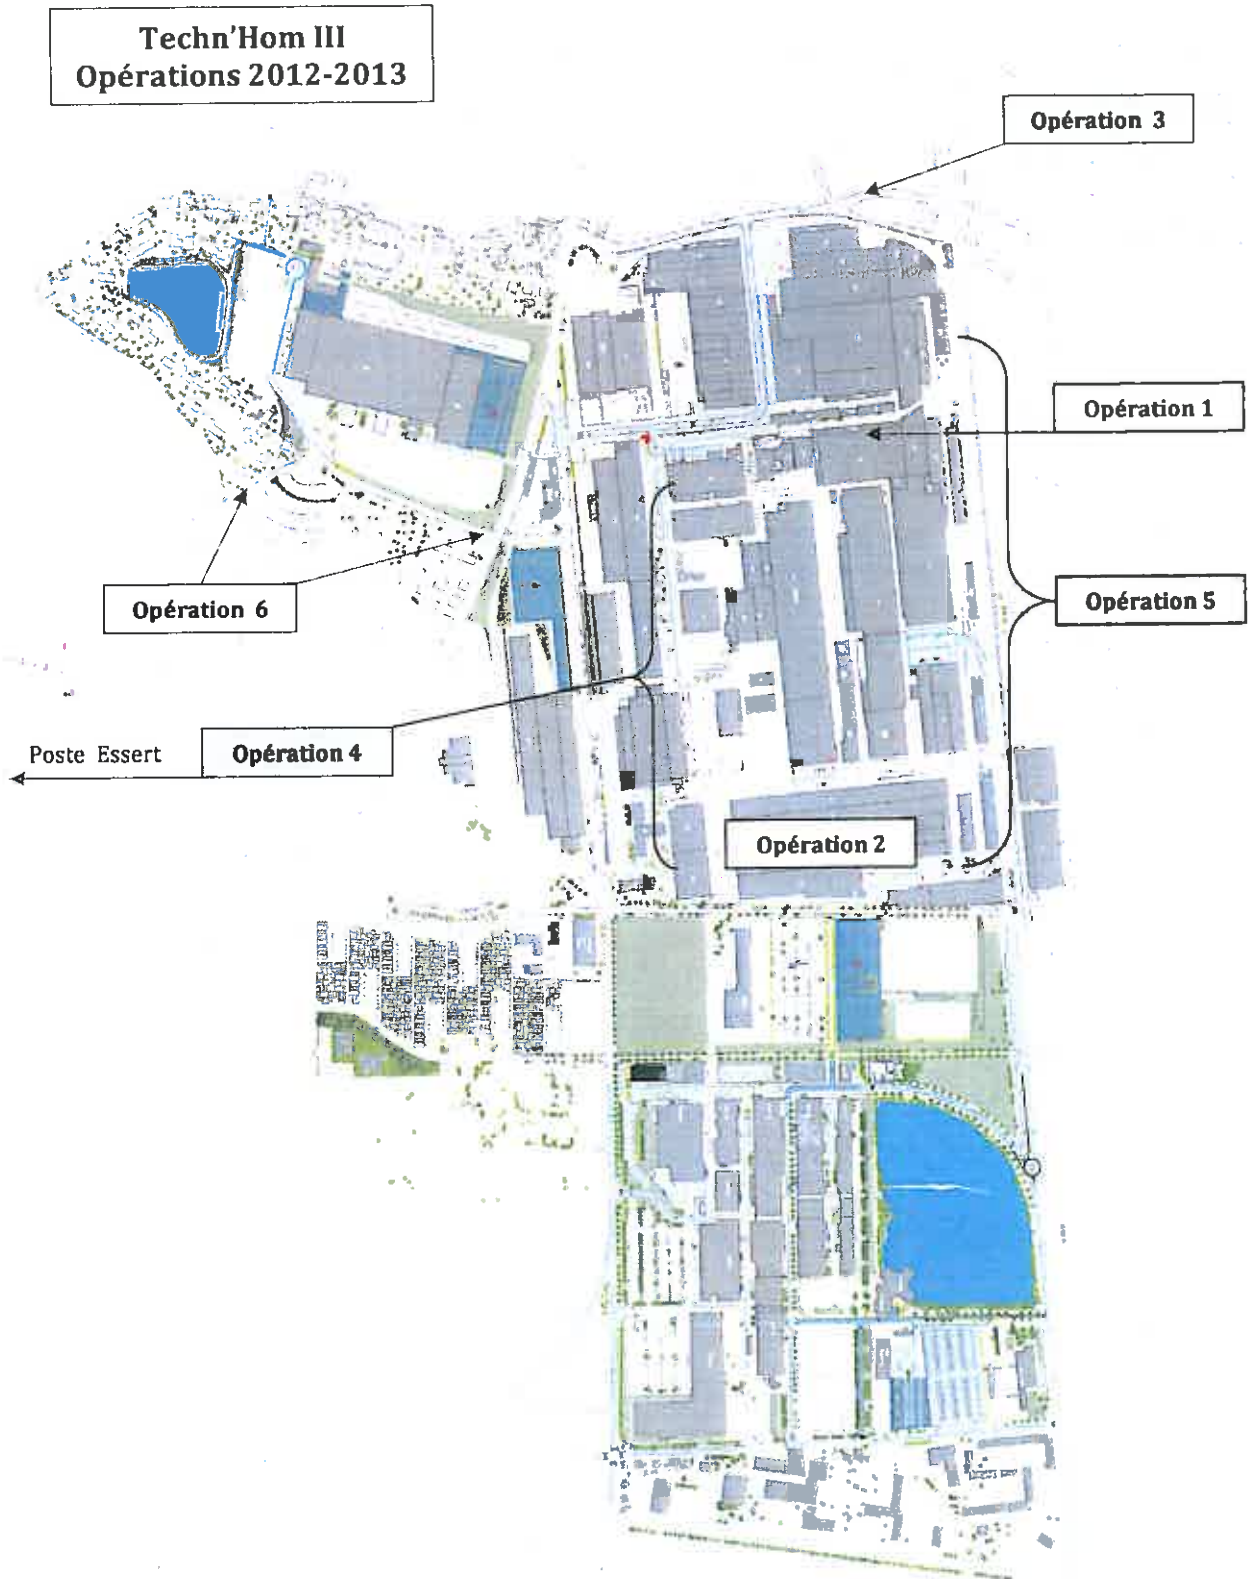 Techn'Hom III
Opérations 2012-2013
Opération 3
Opération 1
Opération 6
Opération 5
Poste Essert
Opération 4
Opération 2